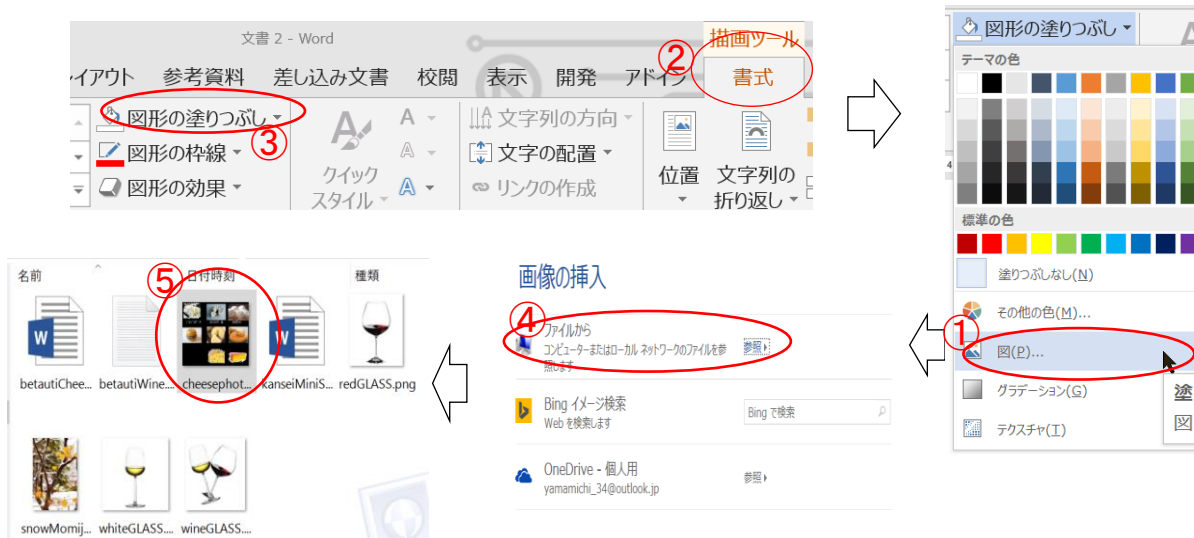 文書 2 - Word
描画ツール
レイアウト 参考資料 差し込み文書 校閲 表示 開発 アドイン ② 書式
図形の塗りつぶし ③
図形の枠線
図形の効果
クイック
スタイル
文字列の方向
文字の配置
リンクの作成
位置
文字列の
折り返し
図形の塗りつぶし
テーマの色
標準の色
塗りつぶしなし(N)
その他の色(M)...
①
図(P)...
グラデーション(G)
テクスチャ(T)
塗
図
画像の挿入
④
ファイルから
コンピューターまたはローカル ネットワークのファイルを参
照します
参照
Bing イメージ検索
Web を検索します
Bing で検索
OneDrive - 個人用
yamamichi_34@outlook.jp
参照
名前 ⑤ 日付時刻 種類
betautiChee... betautiWine.... cheesephot... kanseiMiniS... redGLASS.png
snowMomij... whiteGLASS.... wineGLASS....